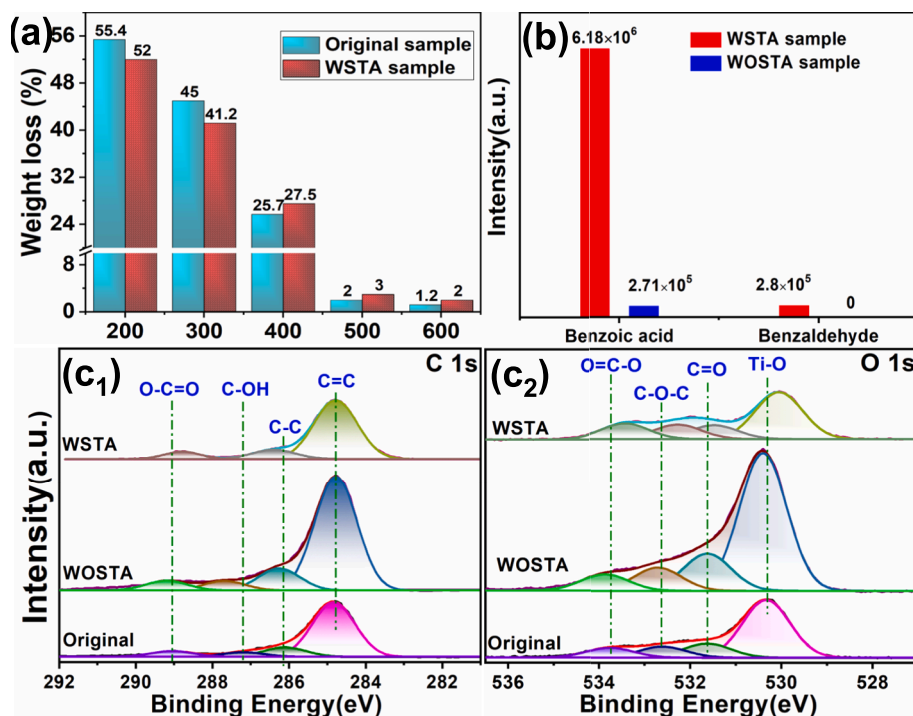 (a)
Weight loss (%)
56
48
40
32
24
8
0
55.4
52
45
41.2
25.7
27.5
2
3
1.2
2
Original sample
WSTA sample
200
300
400
500
600
(b)
Intensity(a.u.)
6.18×10⁶
2.71×10⁵
2.8×10⁵
0
WSTA sample
WOSTA sample
Benzoic acid
Benzaldehyde
(c₁)
C 1s
O-C=O
C-OH
C-C
C=C
WSTA
WOSTA
Original
Intensity(a.u.)
292
290
288
286
284
282
Binding Energy(eV)
(c₂)
O 1s
O=C-O
C-O-C
C=O
Ti-O
WSTA
WOSTA
Original
536
534
532
530
528
Binding Energy(eV)